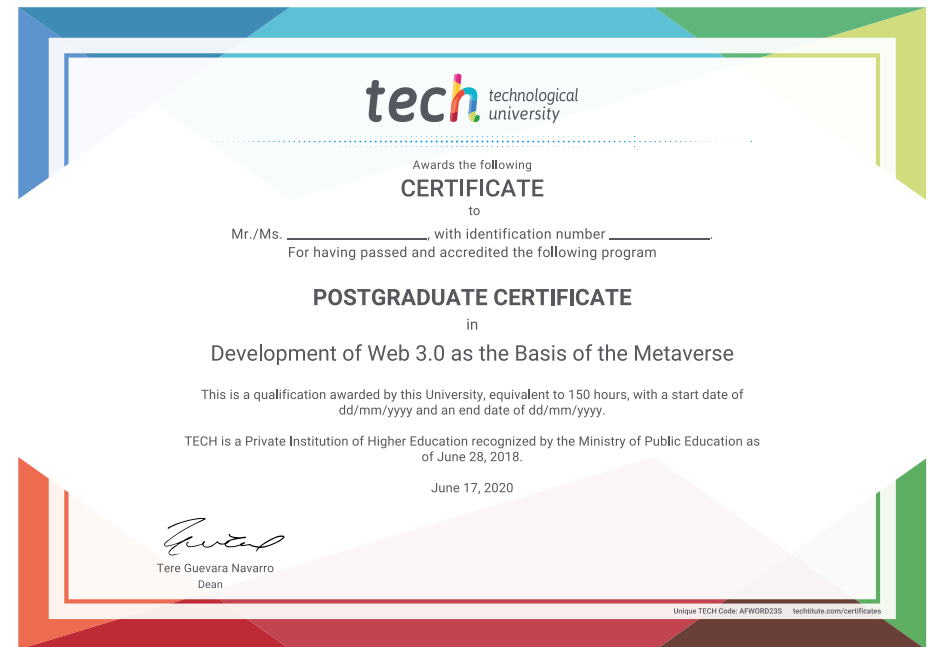 tech technological
university
Awards the following
CERTIFICATE
to
Mr./Ms. ____________________, with identification number ______________.
For having passed and accredited the following program
POSTGRADUATE CERTIFICATE
in
Development of Web 3.0 as the Basis of the Metaverse
This is a qualification awarded by this University, equivalent to 150 hours, with a start date of
dd/mm/yyyy and an end date of dd/mm/yyyy.
TECH is a Private Institution of Higher Education recognized by the Ministry of Public Education as
of June 28, 2018.
June 17, 2020
Tere Guevara Navarro
Dean
Unique TECH Code: AFWORD23S techtitute.com/certificates